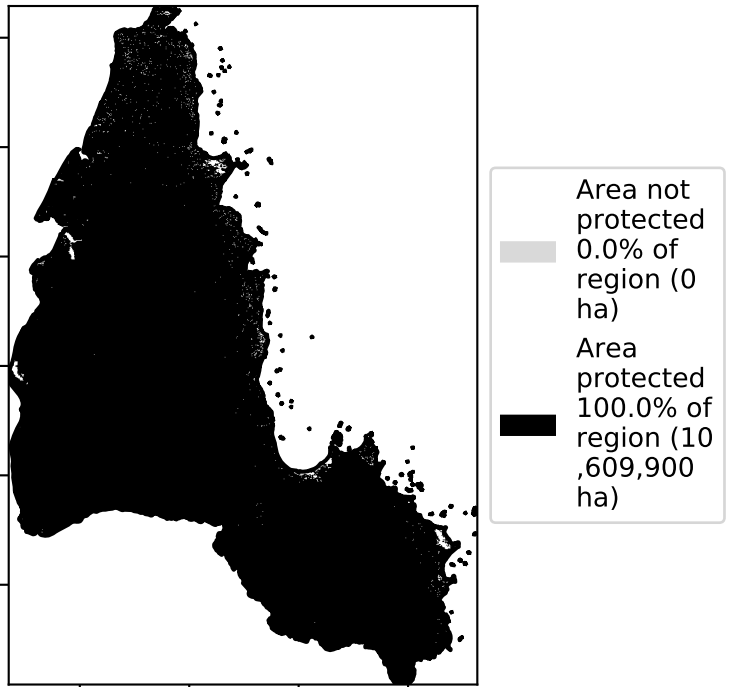 Area not
protected
0.0% of
region (0
ha)
Area
protected
100.0% of
region (10
,609,900
ha)